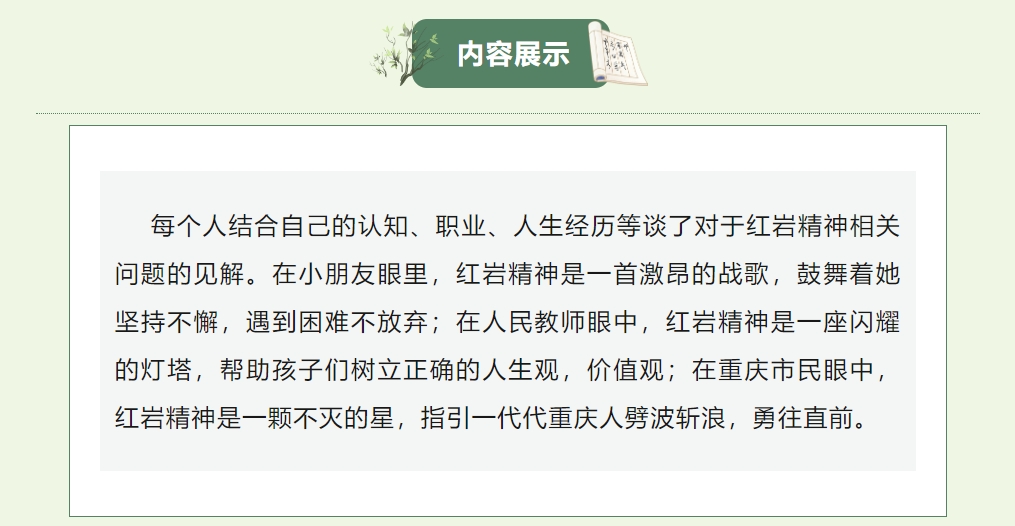 内容展示
每个人结合自己的认知、职业、人生经历等谈了对于红岩精神相关
问题的见解。在小朋友眼里，红岩精神是一首激昂的战歌，鼓舞着她
坚持不懈，遇到困难不放弃；在人民教师眼中，红岩精神是一座闪耀
的灯塔，帮助孩子们树立正确的人生观，价值观；在重庆市民眼中，
红岩精神是一颗不灭的星，指引一代代重庆人劈波斩浪，勇往直前。